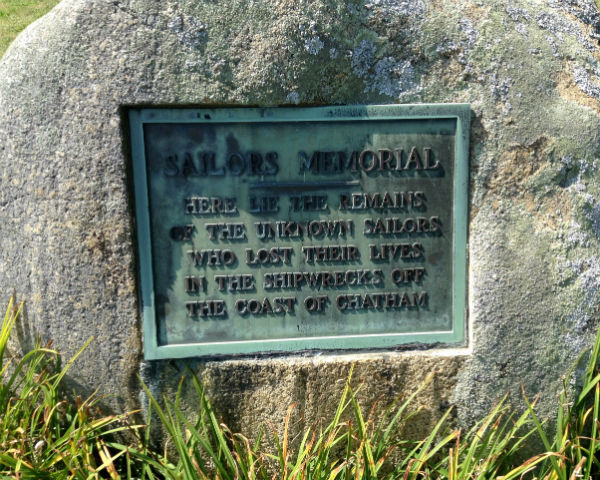 SAILORS MEMORIAL
HERE LIE THE REMAINS
OF THE UNKNOWN SAILORS
WHO LOST THEIR LIVES
IN THE SHIPWRECKS OFF
THE COAST OF CHATHAM